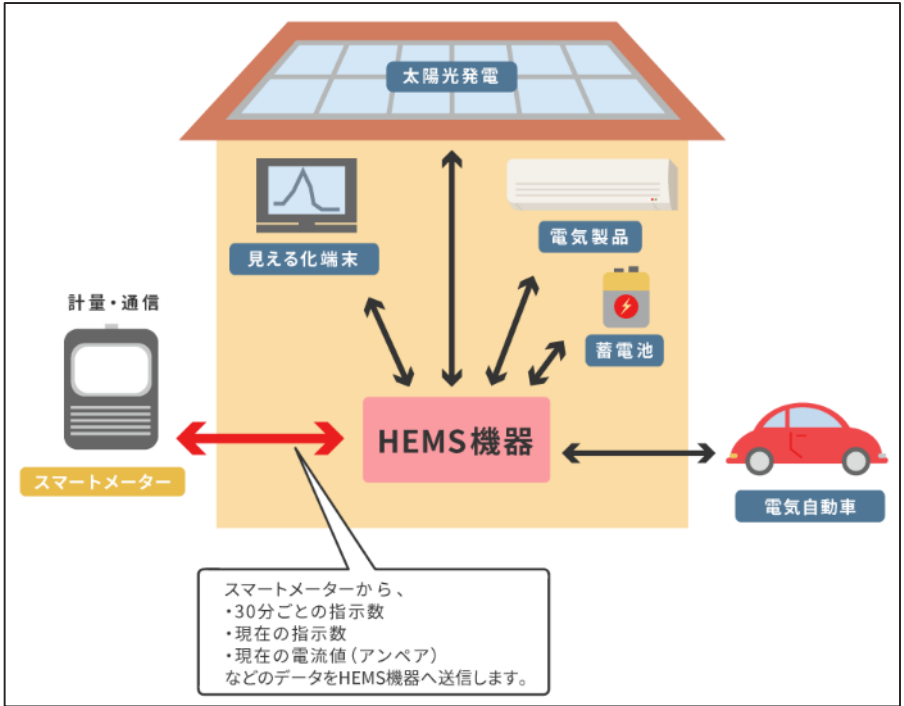 太陽光発電
見える化端末
電気製品
蓄電池
計量・通信
スマートメーター
HEMS機器
電気自動車
スマートメーターから、
・30分ごとの指示数
・現在の指示数
・現在の電流値(アンペア)
などのデータをHEMS機器へ送信します。